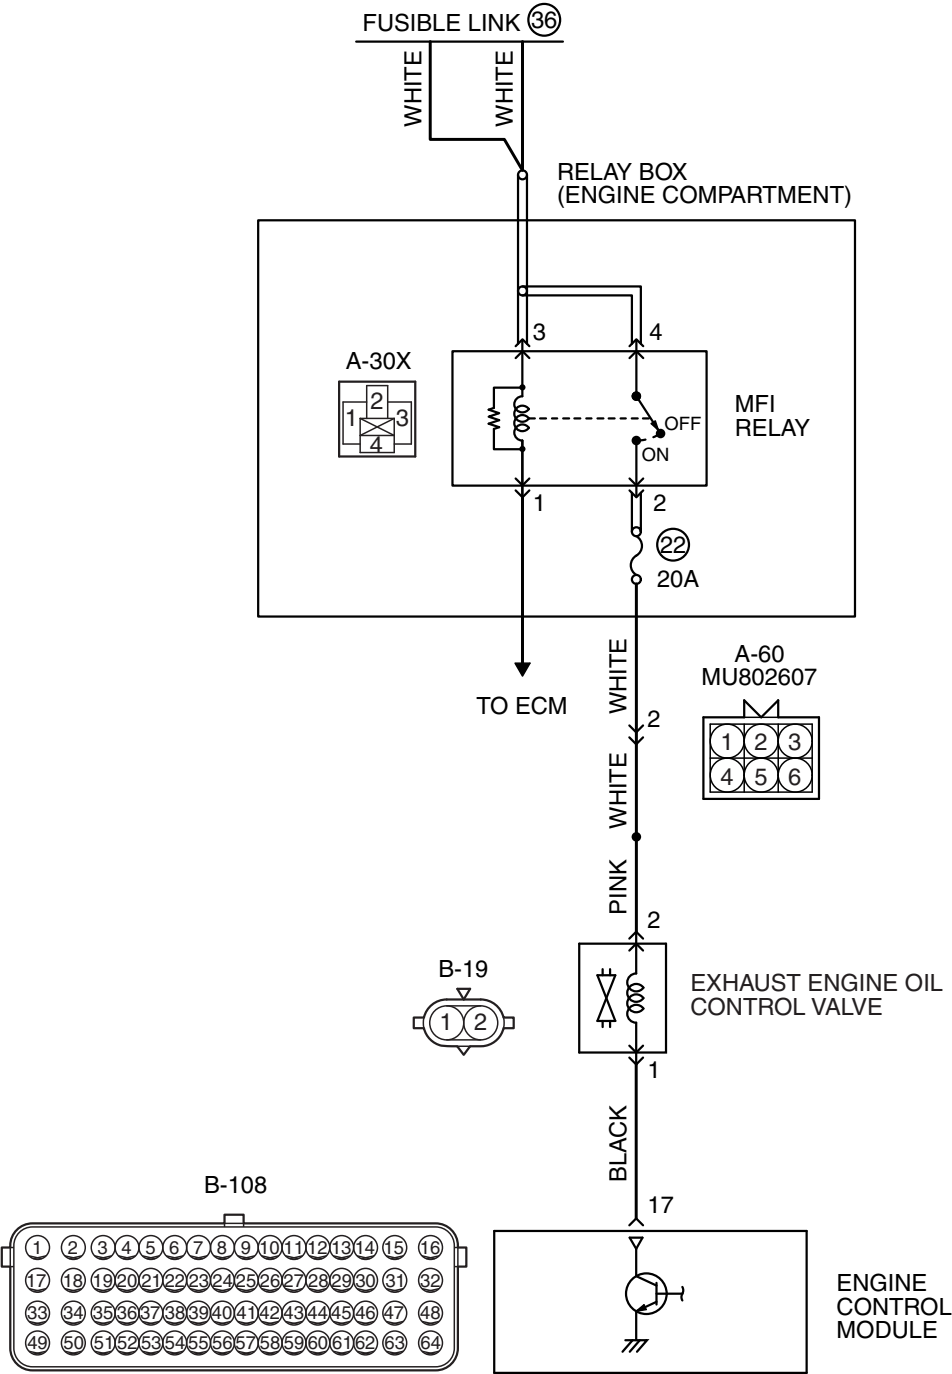 FUSIBLE LINK 36
WHITE
WHITE
RELAY BOX
(ENGINE COMPARTMENT)
3
4
A-30X
2
1
3
4
MFI
RELAY
OFF
ON
1
2
22
20A
TO ECM
WHITE
2
A-60
MU802607
1 2 3
4 5 6
WHITE
PINK
2
B-19
1 2
EXHAUST ENGINE OIL
CONTROL VALVE
1
BLACK
17
B-108
1 2 3 4 5 6 7 8 9 10 11 12 13 14 15 16
17 18 19 20 21 22 23 24 25 26 27 28 29 30 31 32
33 34 35 36 37 38 39 40 41 42 43 44 45 46 47 48
49 50 51 52 53 54 55 56 57 58 59 60 61 62 63 64
ENGINE
CONTROL
MODULE